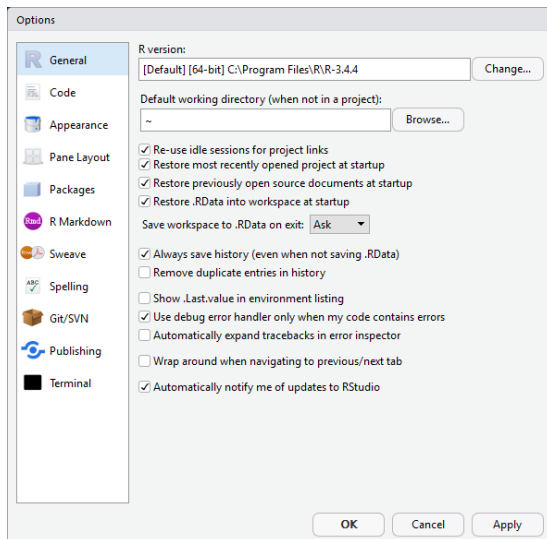 Options
General
Code
Appearance
Pane Layout
Packages
Rmd R Markdown
Sweave
ABC Spelling
Git/SVN
Publishing
Terminal
R version:
[Default] [64-bit] C:\Program Files\R\R-3.4.4
Change...
Default working directory (when not in a project):
~
Browse...
Re-use idle sessions for project links
Restore most recently opened project at startup
Restore previously open source documents at startup
Restore .RData into workspace at startup
Save workspace to .RData on exit: Ask
Always save history (even when not saving .RData)
Remove duplicate entries in history
Show .Last.value in environment listing
Use debug error handler only when my code contains errors
Automatically expand tracebacks in error inspector
Wrap around when navigating to previous/next tab
Automatically notify me of updates to RStudio
OK Cancel Apply